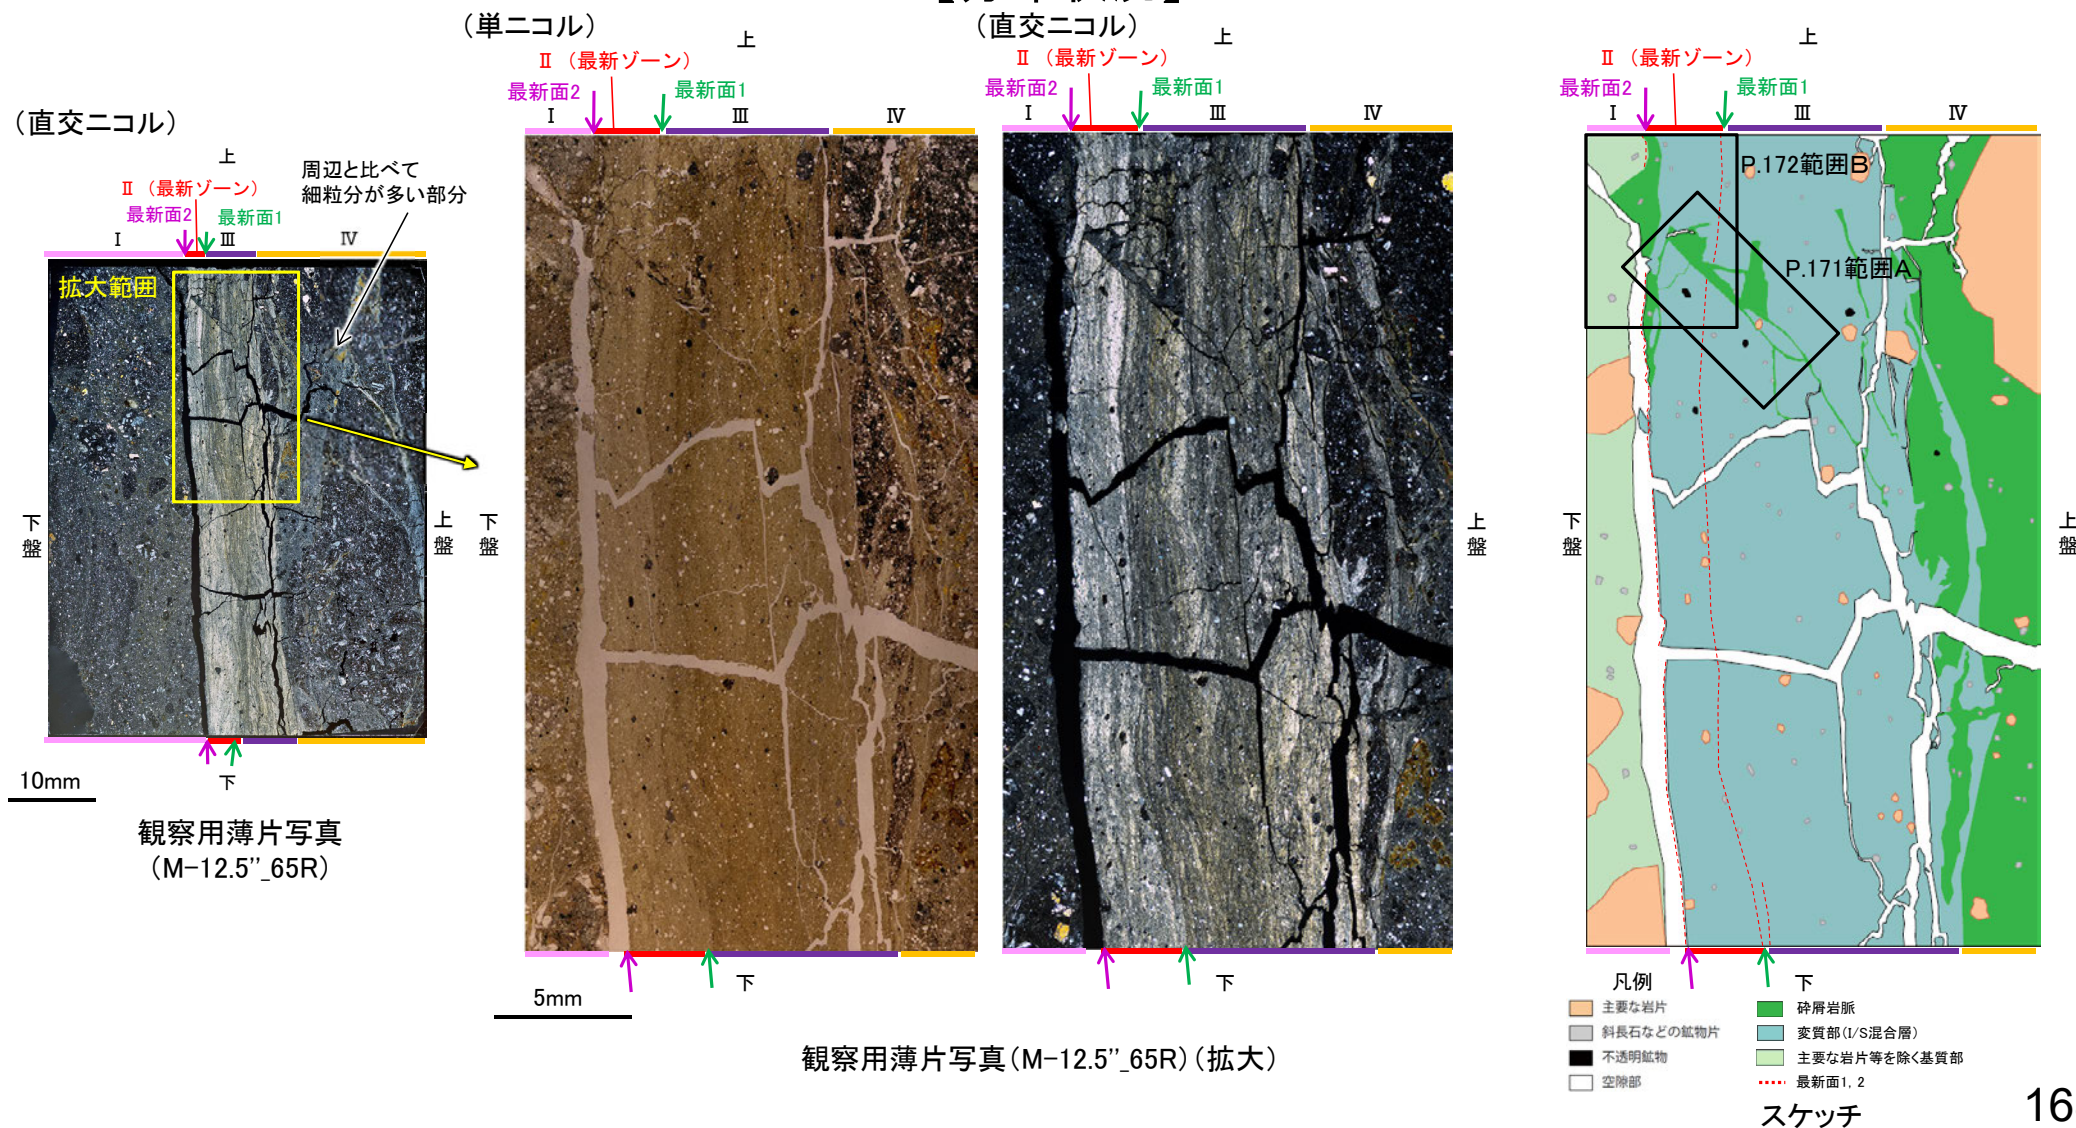 (単ニコル)
(直交ニコル)
上
Ⅱ (最新ゾーン)
最新面2
最新面1
Ⅰ
Ⅲ
Ⅳ
上
Ⅱ (最新ゾーン)
最新面2
最新面1
Ⅰ
Ⅲ
Ⅳ
上
Ⅱ (最新ゾーン)
最新面2
最新面1
Ⅰ
Ⅲ
Ⅳ
(直交ニコル)
上
Ⅱ (最新ゾーン)
最新面2
最新面1
Ⅰ
Ⅲ
Ⅳ
周辺と比べて
細粒分が多い部分
拡大範囲
P.172範囲B
P.171範囲A
下盤
上盤
下盤
上盤
下盤
上盤
下
10mm
観察用薄片写真
(M-12.5”_65R)
下
5mm
下
観察用薄片写真(M-12.5”_65R)(拡大)
凡例
下
主要な岩片
斜長石などの鉱物片
不透明鉱物
空隙部
砕屑岩脈
変質部(I/S混合層)
主要な岩片等を除く基質部
最新面1, 2
スケッチ
16